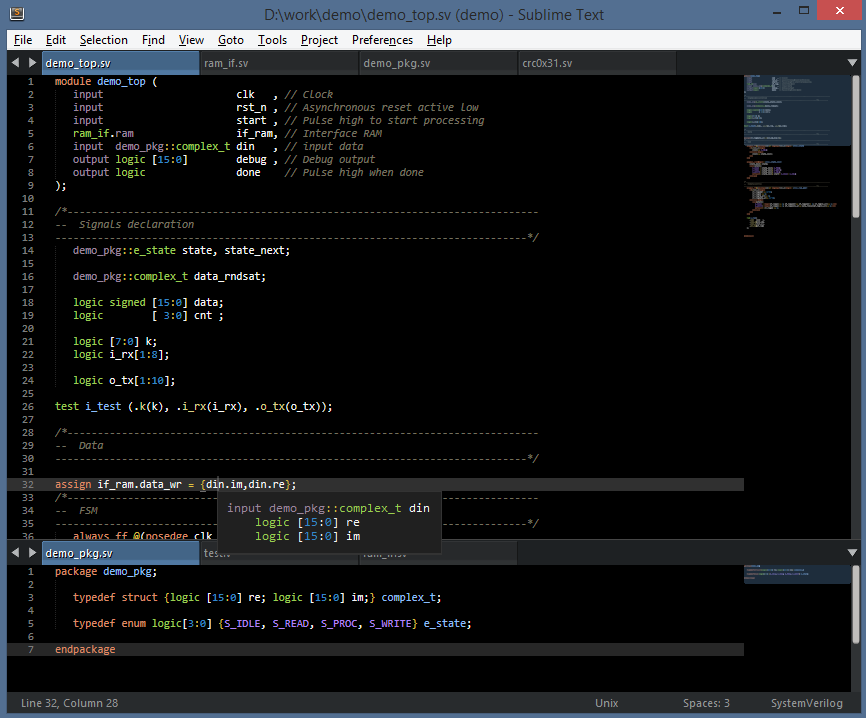 D:\work\demo\demo_top.sv (demo) - Sublime Text
File Edit Selection Find View Goto Tools Project Preferences Help
demo_top.sv ram_if.sv demo_pkg.sv crc0x31.sv
1 module demo_top (
2    input                      clk   , // Clock
3    input                      rst_n , // Asynchronous reset active low
4    input                      start , // Pulse high to start processing
5    ram_if.ram                 if_ram, // Interface RAM
6    input  demo_pkg::complex_t din   , // input data
7    output logic [15:0]        debug , // Debug output
8    output logic               done    // Pulse high when done
9 );
10
11 /*------------------------------------------------------------------------------
12 --  Signals declaration
13 ------------------------------------------------------------------------------*/
14    demo_pkg::e_state state, state_next;
15
16    demo_pkg::complex_t data_rndsat;
17
18    logic signed [15:0] data;
19    logic        [ 3:0] cnt ;
20
21    logic [7:0] k;
22    logic i_rx[1:8];
23
24    logic o_tx[1:10];
25
26 test i_test (.k(k), .i_rx(i_rx), .o_tx(o_tx));
27
28 /*------------------------------------------------------------------------------
29 --  Data
30 ------------------------------------------------------------------------------*/
31
32 assign if_ram.data_wr = {din.im,din.re};
33 /*------------------------------------------------------------------------------
34 --  FSM
35 ------------------------------------------------------------------------------*/
36    always_ff @(posedge clk
input demo_pkg::complex_t din
logic [15:0] re
logic [15:0] im
demo_pkg.sv
1 package demo_pkg;
2
3    typedef struct {logic [15:0] re; logic [15:0] im;} complex_t;
4
5    typedef enum logic[3:0] {S_IDLE, S_READ, S_PROC, S_WRITE} e_state;
6
7 endpackage
Line 32, Column 28 Unix Spaces: 3 SystemVerilog